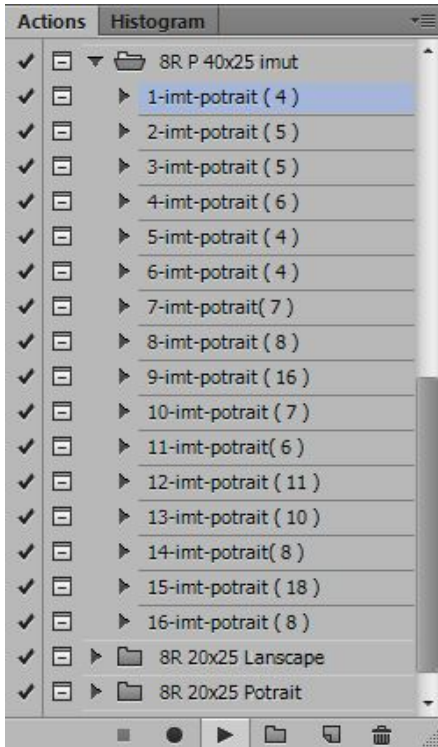 Actions Histogram
8R P 40x25 imut
1-imt-potrait ( 4 )
2-imt-potrait ( 5 )
3-imt-potrait ( 5 )
4-imt-potrait ( 6 )
5-imt-potrait ( 4 )
6-imt-potrait ( 4 )
7-imt-potrait( 7 )
8-imt-potrait ( 8 )
9-imt-potrait ( 16 )
10-imt-potrait ( 7 )
11-imt-potrait( 6 )
12-imt-potrait ( 11 )
13-imt-potrait ( 10 )
14-imt-potrait( 8 )
15-imt-potrait ( 18 )
16-imt-potrait ( 8 )
8R 20x25 Lanscape
8R 20x25 Potrait